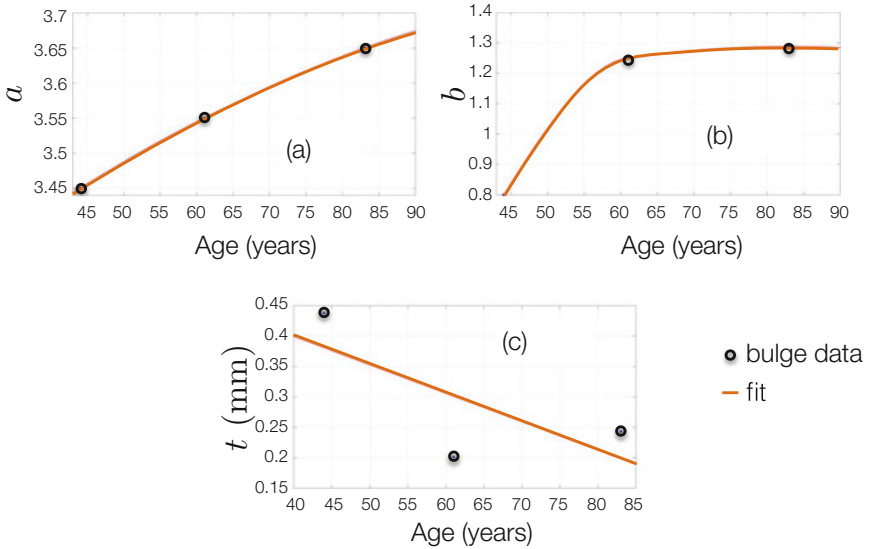 3.7
3.65
3.6
3.55
3.5
3.45
a
(a)
45 50 55 60 65 70 75 80 85 90
Age (years)
1.4
1.3
1.2
1.1
1
0.9
0.8
b
(b)
45 50 55 60 65 70 75 80 85 90
Age (years)
0.45
0.4
0.35
0.3
0.25
0.2
0.15
t (mm)
(c)
40 45 50 55 60 65 70 75 80 85
Age (years)
bulge data
fit